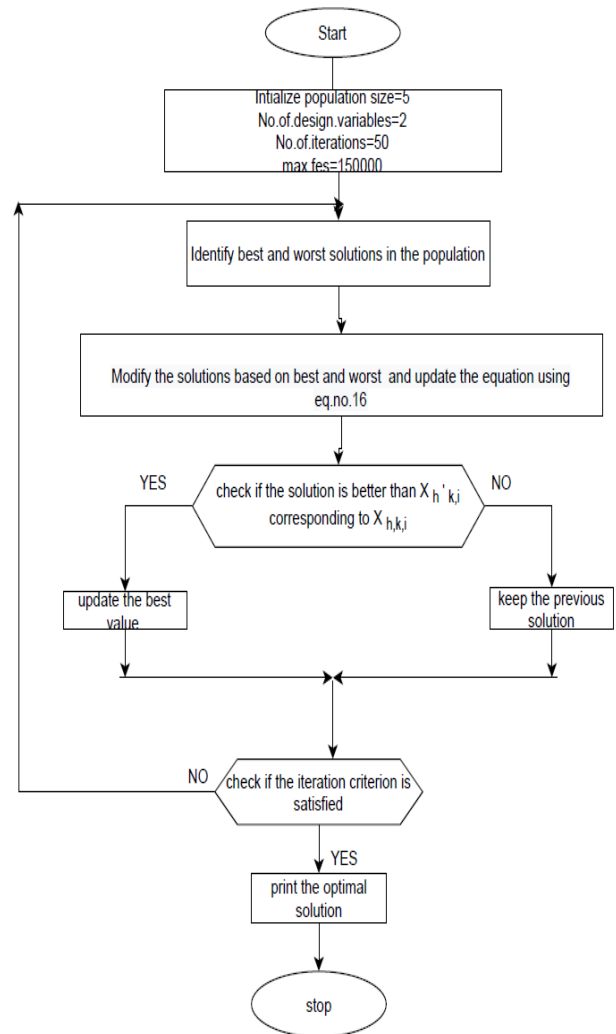 Start
Intialize population size=5
No.of.design.variables=2
No.of.iterations=50
max fes=150000
Identify best and worst solutions in the population
Modify the solutions based on best and worst and update the equation using
eq.no.16
YES
check if the solution is better than X h ' k,i
NO
corresponding to X h,k,i
update the best
value
keep the previous
solution
NO
check if the iteration criterion is
satisfied
YES
print the optimal
solution
stop